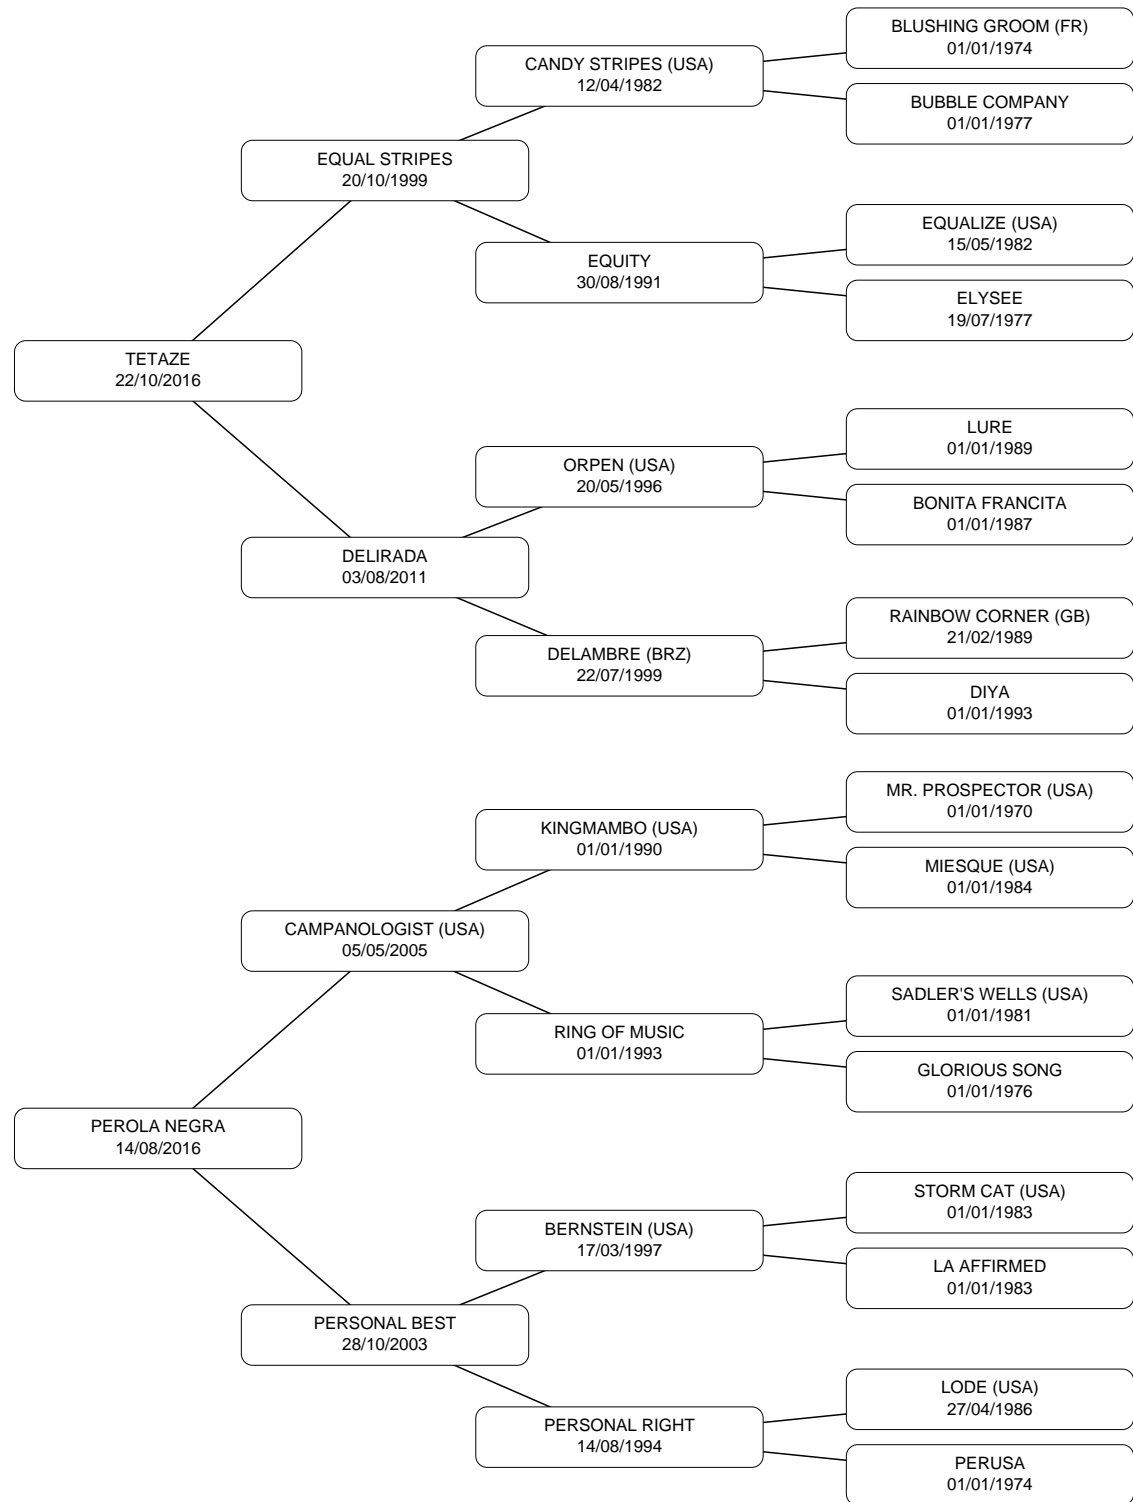 BLUSHING GROOM (FR)
01/01/1974
CANDY STRIPES (USA)
12/04/1982
BUBBLE COMPANY
01/01/1977
EQUAL STRIPES
20/10/1999
EQUALIZE (USA)
15/05/1982
EQUITY
30/08/1991
ELYSEE
19/07/1977
TETAZE
22/10/2016
LURE
01/01/1989
ORPEN (USA)
20/05/1996
BONITA FRANCITA
01/01/1987
DELIRADA
03/08/2011
RAINBOW CORNER (GB)
21/02/1989
DELAMBRE (BRZ)
22/07/1999
DIYA
01/01/1993
MR. PROSPECTOR (USA)
01/01/1970
KINGMAMBO (USA)
01/01/1990
MIESQUE (USA)
01/01/1984
CAMPANOLOGIST (USA)
05/05/2005
SADLER'S WELLS (USA)
01/01/1981
RING OF MUSIC
01/01/1993
GLORIOUS SONG
01/01/1976
PEROLA NEGRA
14/08/2016
STORM CAT (USA)
01/01/1983
BERNSTEIN (USA)
17/03/1997
LA AFFIRMED
01/01/1983
PERSONAL BEST
28/10/2003
LODE (USA)
27/04/1986
PERSONAL RIGHT
14/08/1994
PERUSA
01/01/1974